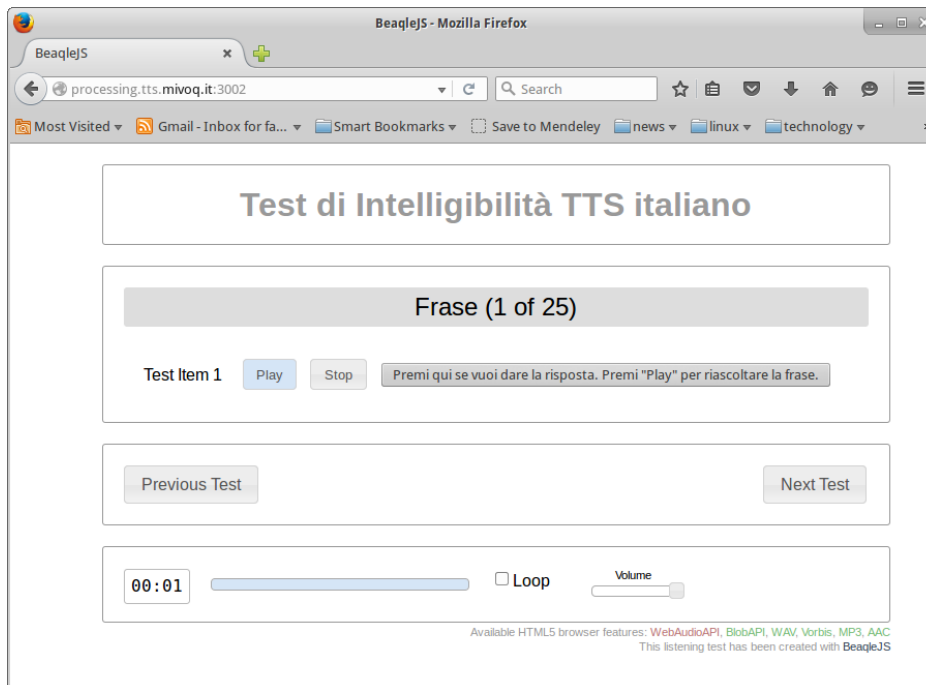 BeaqleJS - Mozilla Firefox
BeaqleJS
processing.tts.mivoq.it:3002
Search
Most Visited
Gmail - Inbox for fa...
Smart Bookmarks
Save to Mendeley
news
linux
technology
Test di Intelligibilità TTS italiano
Frase (1 of 25)
Test Item 1
Play
Stop
Premi qui se vuoi dare la risposta. Premi "Play" per riascoltare la frase.
Previous Test
Next Test
00:01
Loop
Volume
Available HTML5 browser features: WebAudioAPI, BlobAPI, WAV, Vorbis, MP3, AAC
This listening test has been created with BeaqleJS